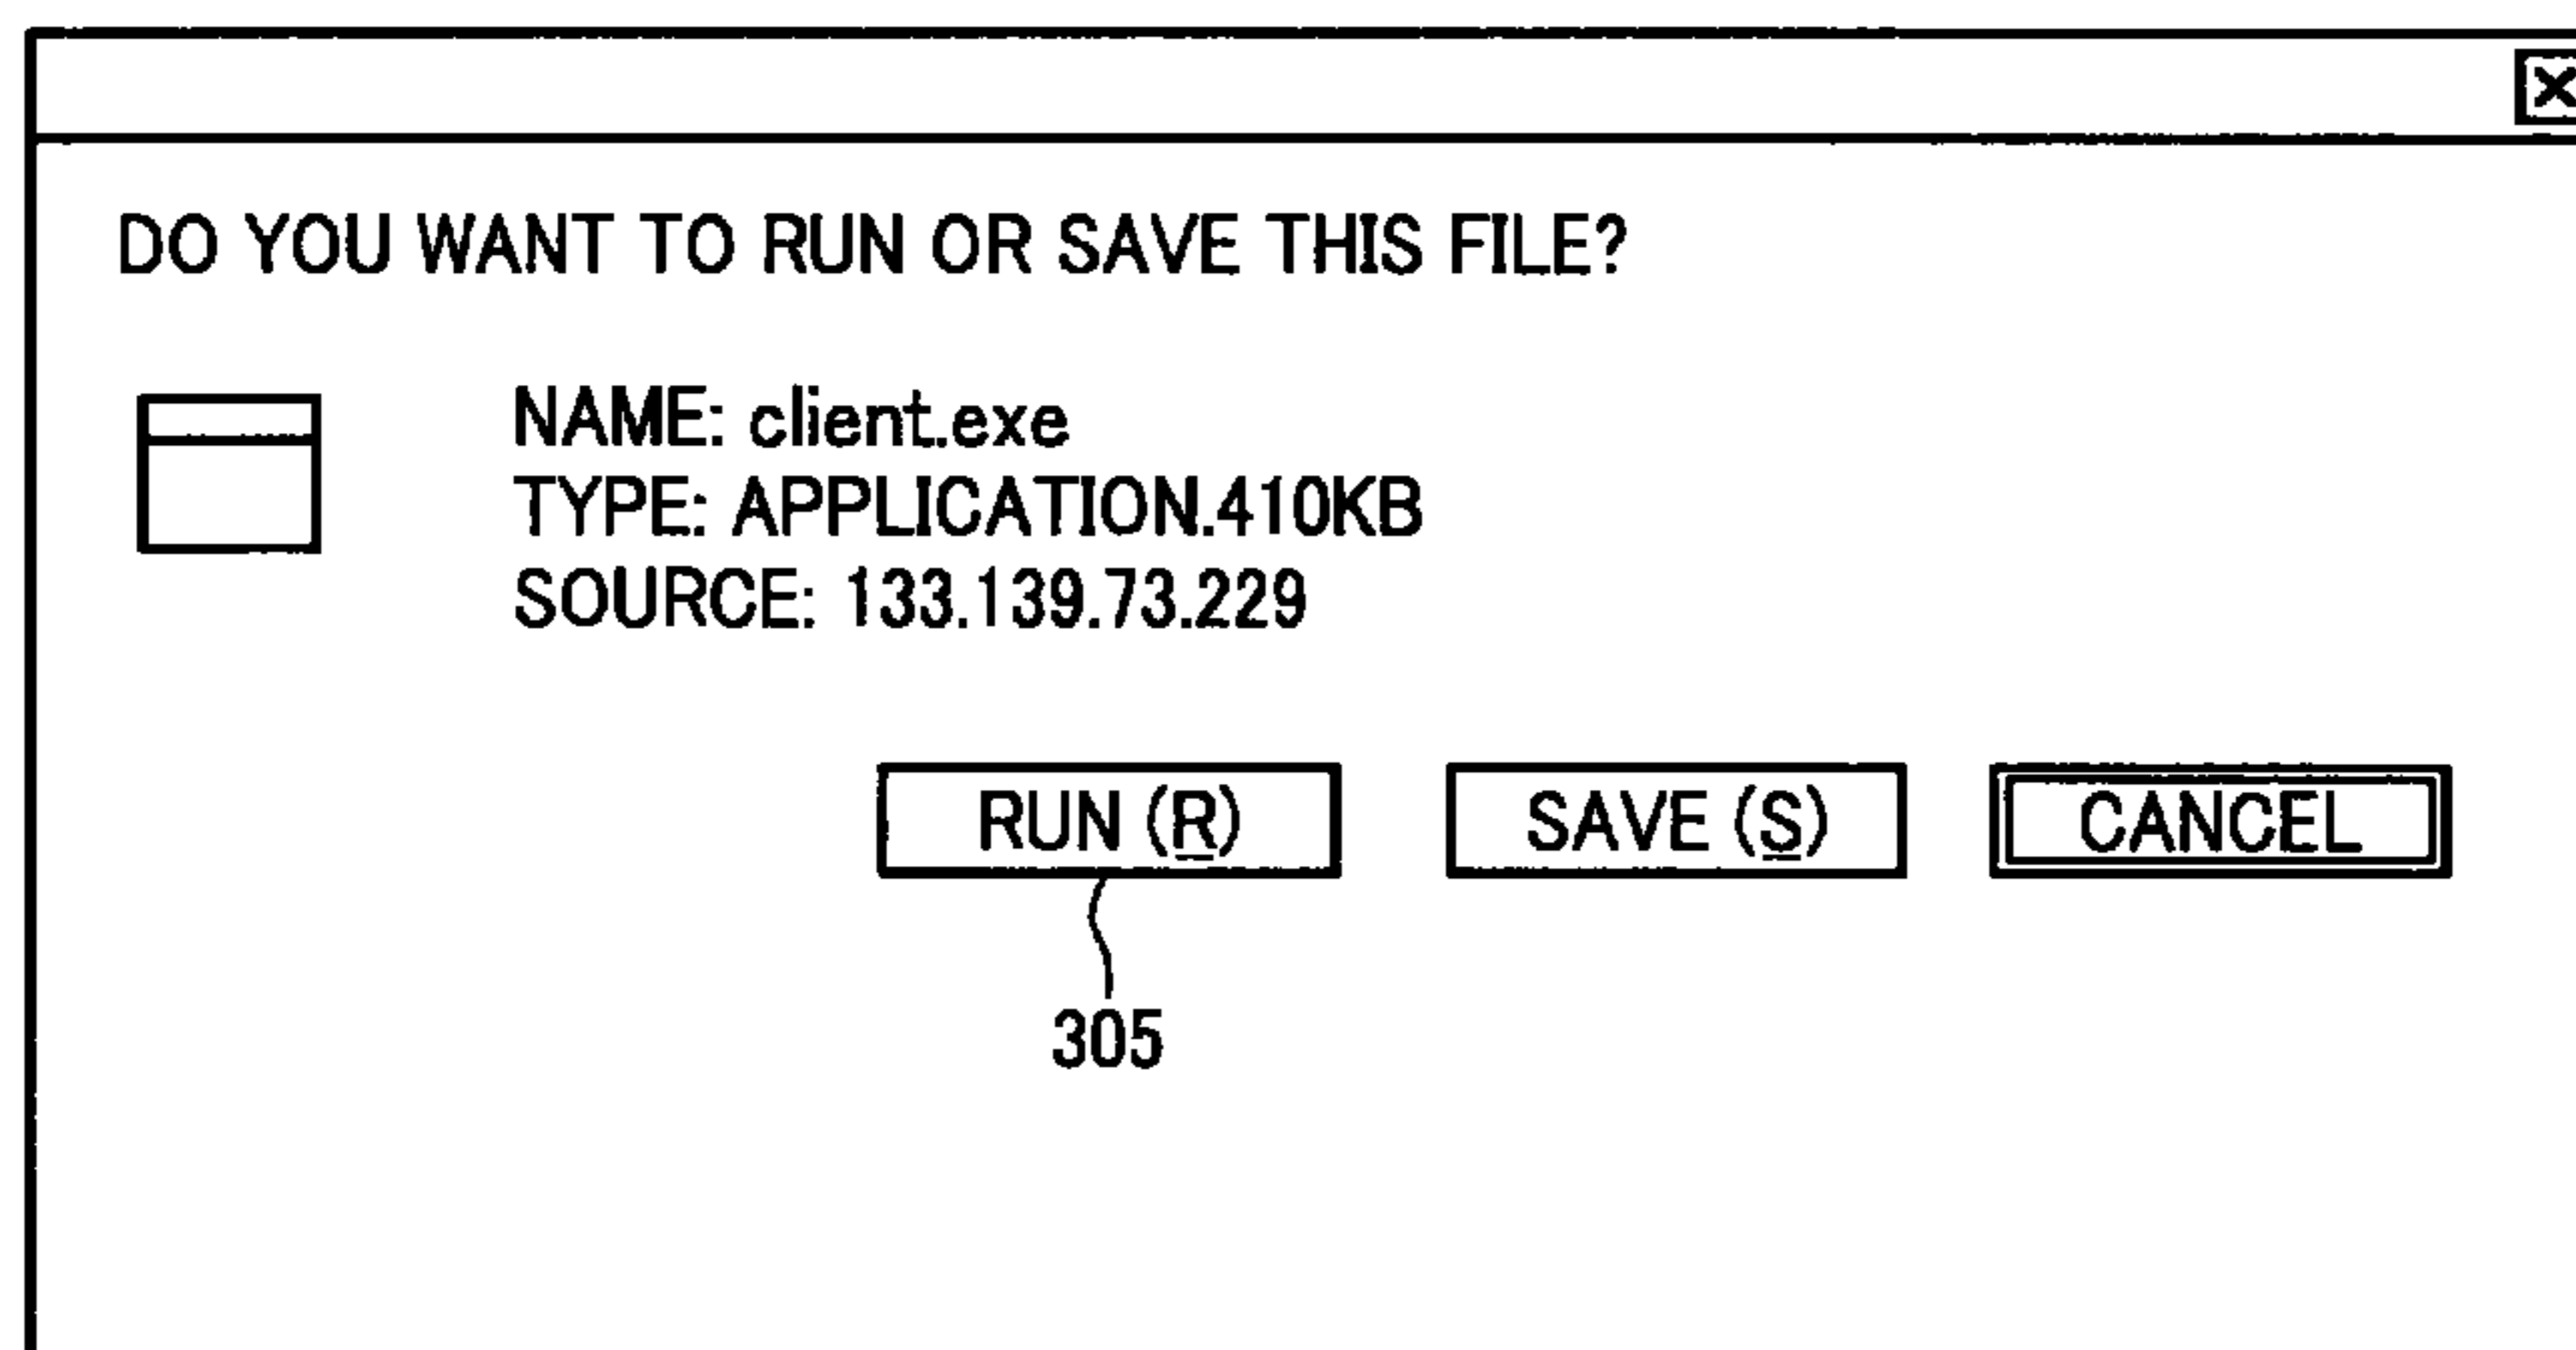 DO YOU WANT TO RUN OR SAVE THIS FILE?
NAME: client.exe
TYPE: APPLICATION.410KB
SOURCE: 133.139.73.229
RUN (R) SAVE (S) CANCEL
305